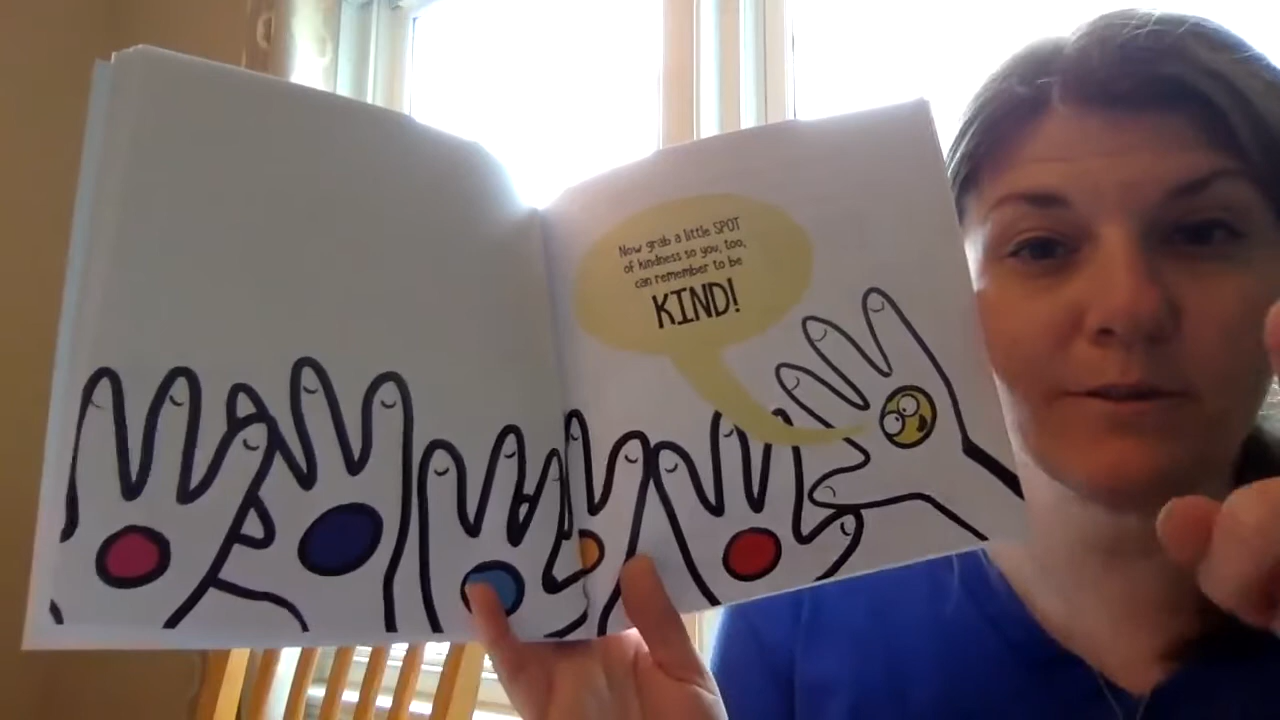 Now grab a little SPOT
of kindness so you, too,
can remember to be
KIND!